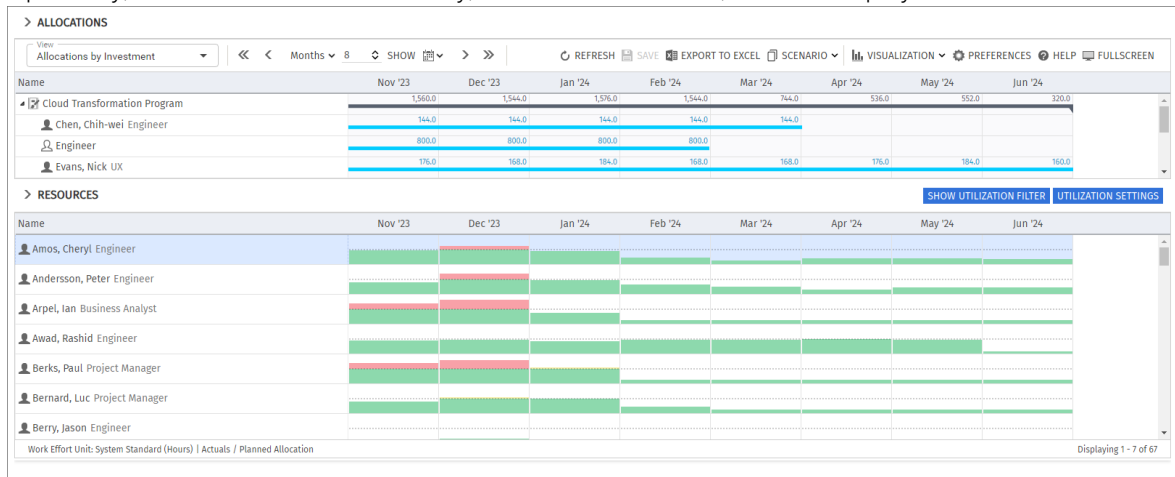 ALLOCATIONS
View
Allocations by Investment
Months 8 SHOW REFRESH SAVE EXPORT TO EXCEL SCENARIO VISUALIZATION PREFERENCES HELP FULLSCREEN
Name Nov '23 Dec '23 Jan '24 Feb '24 Mar '24 Apr '24 May '24 Jun '24
Cloud Transformation Program 1,560.0 1,544.0 1,576.0 1,544.0 744.0 536.0 552.0 320.0
Chen, Chih-wei Engineer 144.0 144.0 144.0 144.0 144.0
Engineer 800.0 800.0 800.0 800.0
Evans, Nick UX 176.0 168.0 184.0 168.0 168.0 176.0 184.0 160.0
RESOURCES SHOW UTILIZATION FILTER UTILIZATION SETTINGS
Name Nov '23 Dec '23 Jan '24 Feb '24 Mar '24 Apr '24 May '24 Jun '24
Amos, Cheryl Engineer
Andersson, Peter Engineer
Arpel, Ian Business Analyst
Awad, Rashid Engineer
Berks, Paul Project Manager
Bernard, Luc Project Manager
Berry, Jason Engineer
Work Effort Unit: System Standard (Hours) | Actuals / Planned Allocation Displaying 1 - 7 of 67